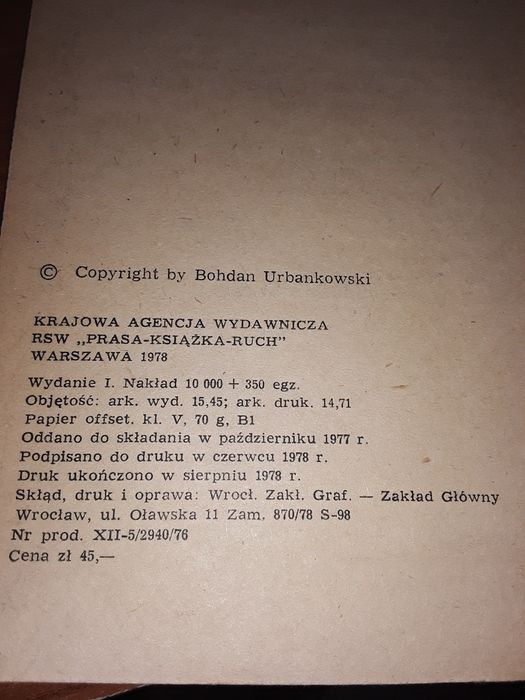 © Copyright by Bohdan Urbankowski
KRAJOWA AGENCJA WYDAWNICZA
RSW „PRASA-KSIĄŻKA-RUCH"
WARSZAWA 1978
Wydanie I. Nakład 10 000 + 350 egz.
Objętość: ark. wyd. 15,45; ark. druk. 14,71
Papier offset. kl. V, 70 g, B1
Oddano do składania w październiku 1977 r.
Podpisano do druku w czerwcu 1978 r.
Druk ukończono w sierpniu 1978 r.
Skłąd, druk i oprawa: Wrocł. Zakł. Graf. — Zakład Główny
Wrocław, ul. Oławska 11 Zam. 870/78 S-98
Nr prod. XII-5/2940/76
Cena zł 45,—